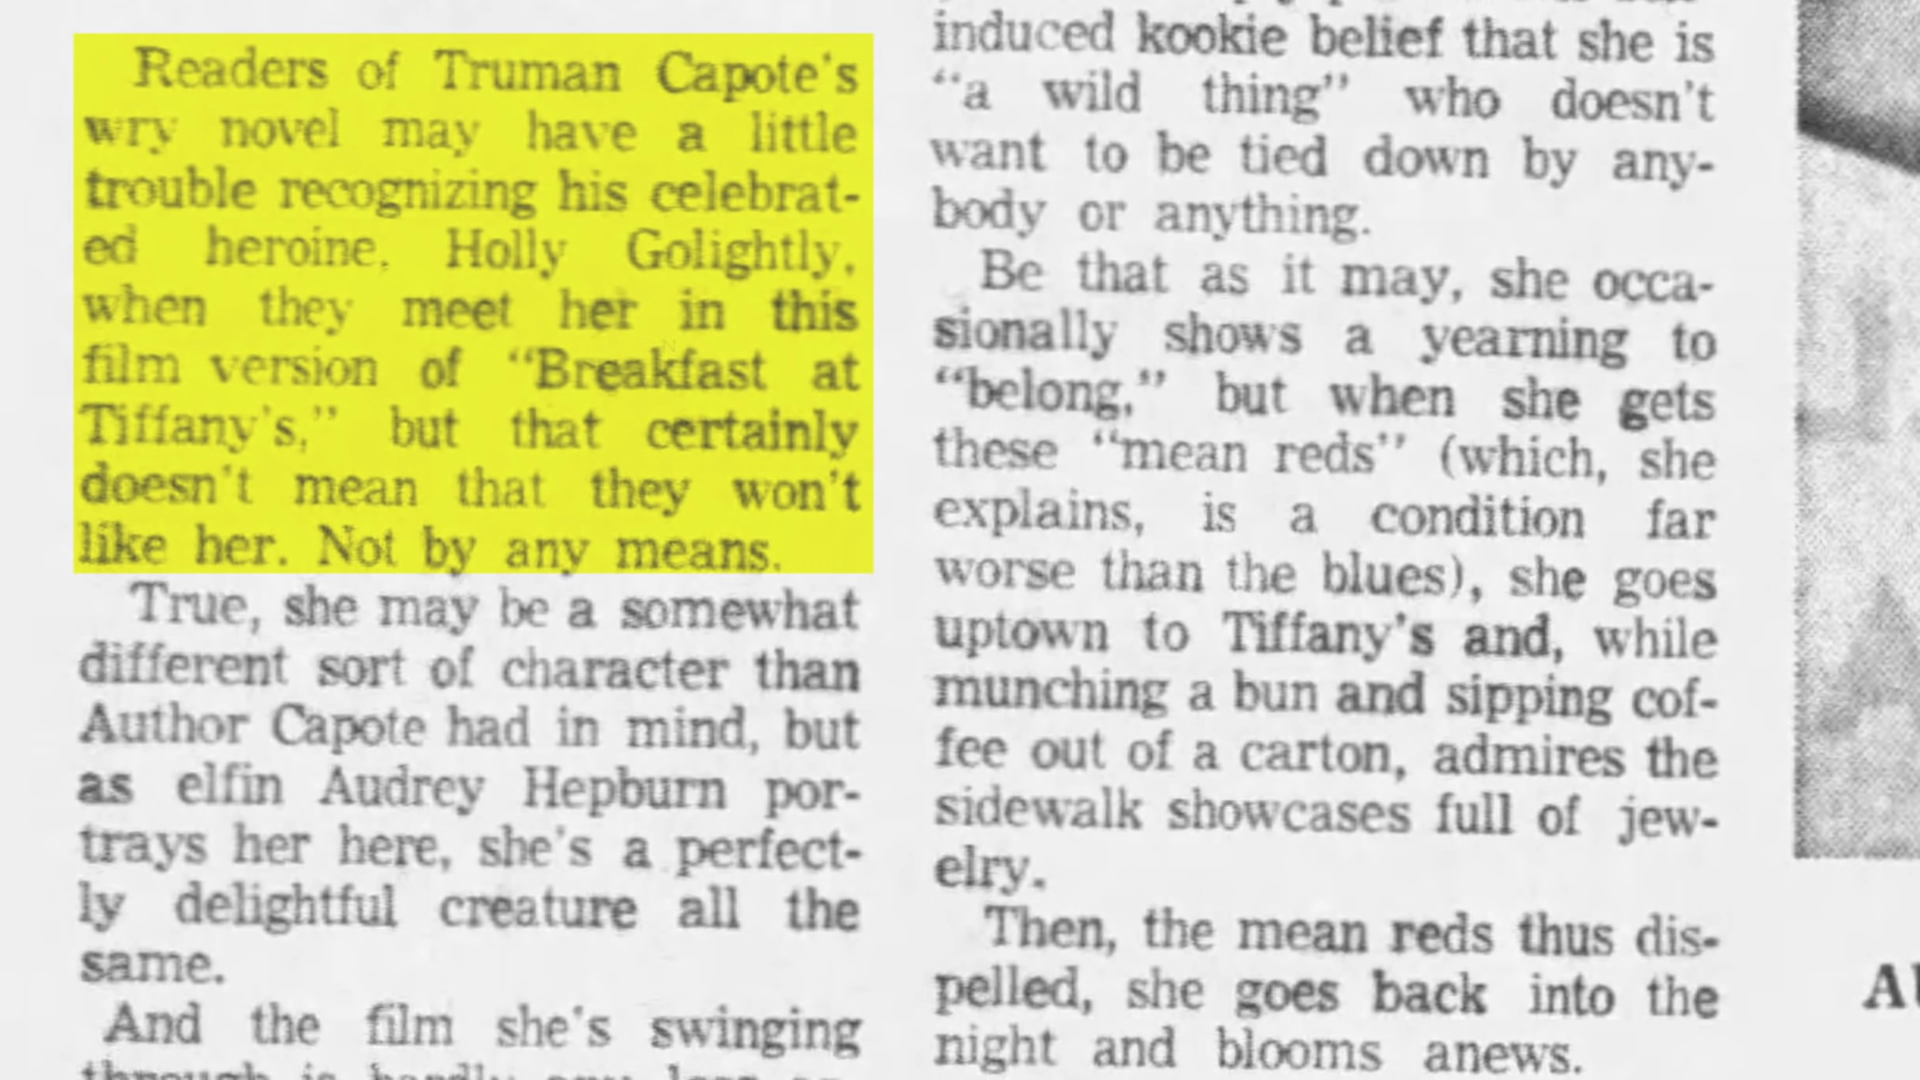 Readers of Truman Capote's
wry novel may have a little
trouble recognizing his celebrat-
ed heroine, Holly Golightly,
when they meet her in this
film version of "Breakfast at
Tiffany's," but that certainly
doesn't mean that they won't
like her. Not by any means.
True, she may be a somewhat
different sort of character than
Author Capote had in mind, but
as elfin Audrey Hepburn por-
trays her here, she's a perfect-
ly delightful creature all the
same.
And the film she's swinging
through is hardly any less
induced kookie belief that she is
"a wild thing" who doesn't
want to be tied down by any-
body or anything.
Be that as it may, she occa-
sionally shows a yearning to
"belong," but when she gets
these "mean reds" (which, she
explains, is a condition far
worse than the blues), she goes
uptown to Tiffany's and, while
munching a bun and sipping cof-
fee out of a carton, admires the
sidewalk showcases full of jew-
elry.
Then, the mean reds thus dis-
pelled, she goes back into the
night and blooms anews.